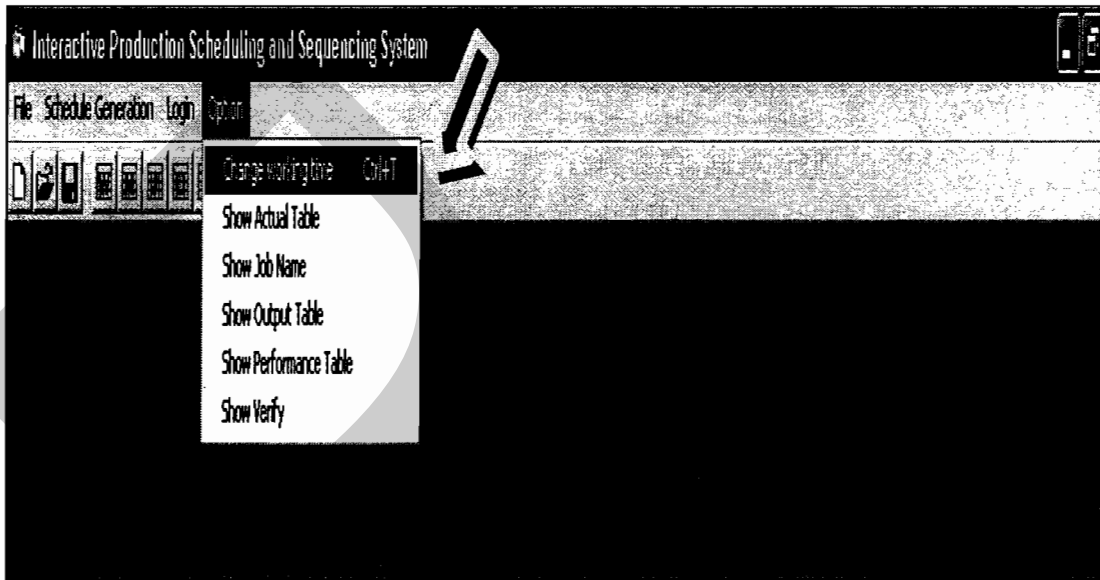 Interactive Production Scheduling and Sequencing System
File Schedule Generation Login Option
Change working time Ctrl+T
Show Actual Table
Show Job Name
Show Output Table
Show Performance Table
Show Verify